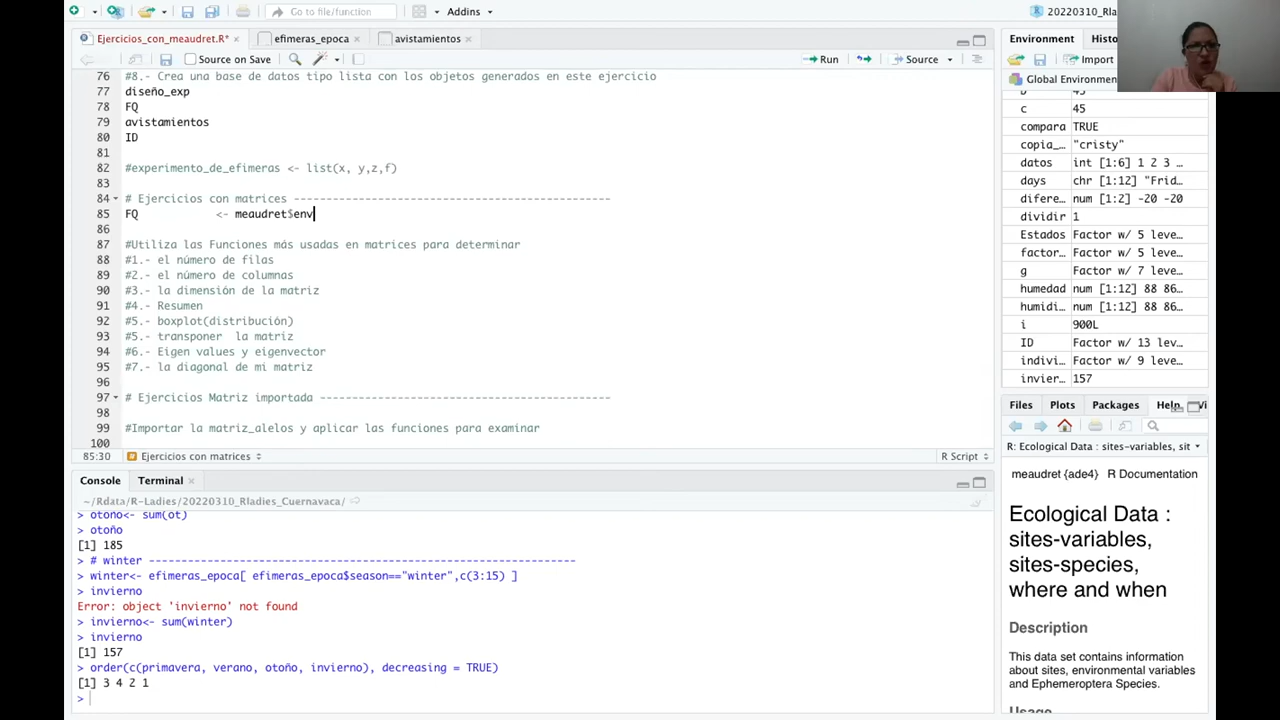 Go to file/function
Addins
20220310_Rla
Ejercicios_con_meaudret.R*
efimeras_epoca
avistamientos
Source on Save
Run
Source
76 #8.- Crea una base de datos tipo lista con los objetos generados en este ejercicio
77 diseño_exp
78 FQ
79 avistamientos
80 ID
81
82 #experimento_de_efimeras <- list(x, y,z,f)
83
84 # Ejercicios con matrices --------------------------------------------------
85 FQ <- meaudret$env
86
87 #Utiliza las Funciones más usadas en matrices para determinar
88 #1.- el número de filas
89 #2.- el número de columnas
90 #3.- la dimensión de la matriz
91 #4.- Resumen
92 #5.- boxplot(distribución)
93 #5.- transponer  la matriz
94 #6.- Eigen values y eigenvector
95 #7.- la diagonal de mi matriz
96
97 # Ejercicios Matriz importada ----------------------------------------------
98
99 #Importar la matriz_alelos y aplicar las funciones para examinar
100
85:30
Ejercicios con matrices
R Script
Console
Terminal
~/Rdata/R-Ladies/20220310_Rladies_Cuernavaca/
> otoño<- sum(ot)
> otoño
[1] 185
> # winter -------------------------------------------------------------------
> winter<- efimeras_epoca[ efimeras_epoca$season=="winter",c(3:15) ]
> invierno
Error: object 'invierno' not found
> invierno<- sum(winter)
> invierno
[1] 157
> order(c(primavera, verano, otoño, invierno), decreasing = TRUE)
[1] 3 4 2 1
>
Environment
Histo
Import
Global Environmen
c 45
compara TRUE
copia_… "cristy"
datos int [1:6] 1 2 3 …
days chr [1:12] "Frid…
difere… num [1:2] -20 -20
dividir 1
Estados Factor w/ 5 leve…
factor… Factor w/ 5 leve…
g Factor w/ 7 leve…
humedad num [1:12] 88 86…
humidi… num [1:12] 88 86…
i 900L
ID Factor w/ 13 lev…
indivi… Factor w/ 9 leve…
invier… 157
Files
Plots
Packages
Help
Vi
R: Ecological Data : sites-variables, sit
meaudret {ade4}
R Documentation
Ecological Data :
sites-variables,
sites-species,
where and when
Description
This data set contains information
about sites, environmental variables
and Ephemeroptera Species.
Usage